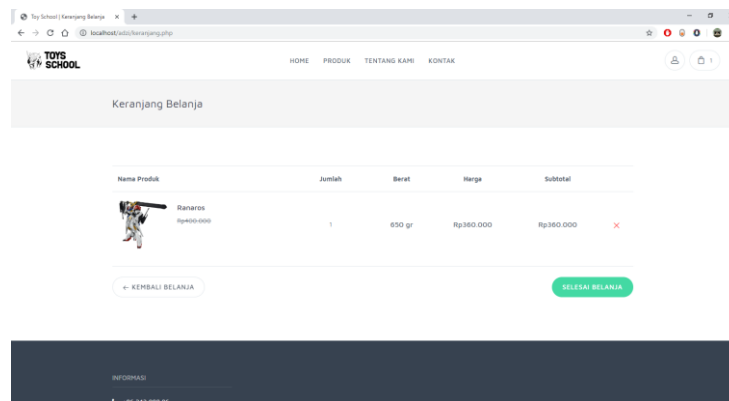 Toy School | Keranjang Belanja
localhost/ado/keranjang.php
TOYS
SCHOOL
HOME PRODUK TENTANG KAMI KONTAK
1
Keranjang Belanja
Nama Produk Jumlah Berat Harga Subtotal
Ranaros
Rp400.000
1 650 gr Rp360.000 Rp360.000
← KEMBALI BELANJA
SELESAI BELANJA
INFORMASI